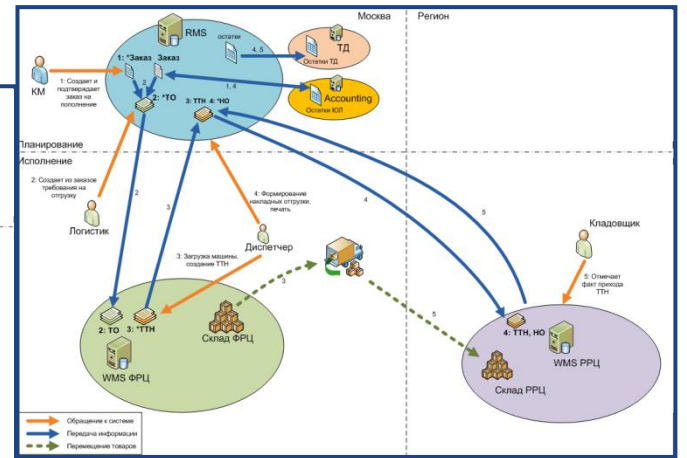 Москва
Регион
RMS
остатки
4, 5
ТД
Остатки ТД
1: *Заказ Заказ
КМ
1: Создает и
подтверждает
заказ на
пополнение
2
2: *ТО
3: ТТН 4: *НО
1, 4
Accounting
Остатки ЮЛ
Планирование
Исполнение
2: Создает из заказов
требования на
отгрузку
Логистик
2
3
4: Формирование
накладных отгрузки,
печать
Диспетчер
3: Загрузка машины,
создание ТТН
4
5
Кладовщик
5: Отмечает
факт прихода
ТТН
3
5
2: ТО
3: *ТТН
WMS ФРЦ
Склад ФРЦ
4: ТТН, НО
WMS РРЦ
Склад РРЦ
Обращение к системе
Передача информации
Перемещение товаров